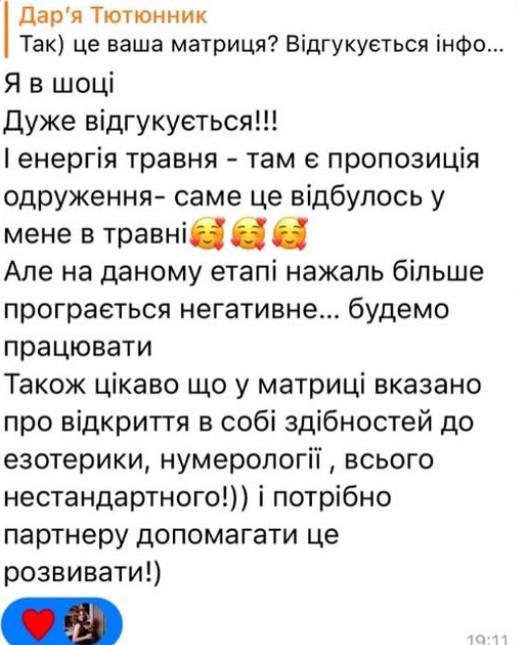 Дар’я Тютюнник
Так) це ваша матриця? Відгукується інфо...
Я в шоці
Дуже відгукується!!!
І енергія травня - там є пропозиція
одруження- саме це відбулось у
мене в травні🥰🥰🥰
Але на даному етапі нажаль більше
програється негативне... будемо
працювати
Також цікаво що у матриці вказано
про відкриття в собі здібностей до
езотерики, нумерології , всього
нестандартного!)) і потрібно
партнеру допомагати це
розвивати!)
19:11